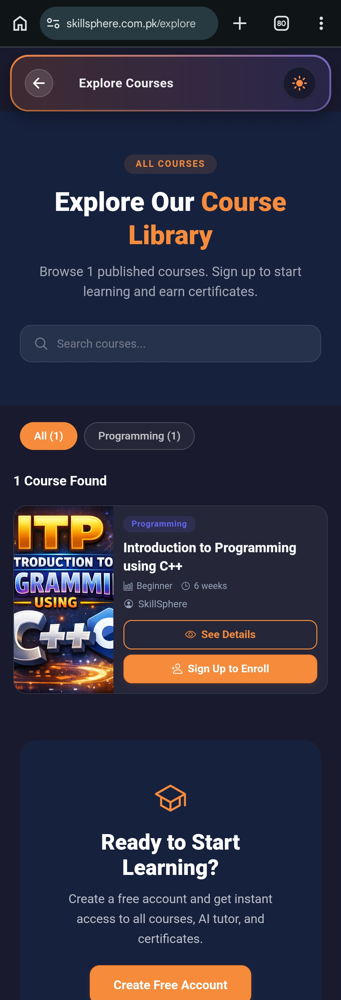 skillsphere.com.pk/explore
80
Explore Courses
ALL COURSES
Explore Our Course
Library
Browse 1 published courses. Sign up to start
learning and earn certificates.
Search courses...
All (1)
Programming (1)
1 Course Found
ITP
TRODUCTION TO
GRAMMI
USING
C++
Programming
Introduction to Programming
using C++
Beginner
6 weeks
SkillSphere
See Details
Sign Up to Enroll
Ready to Start
Learning?
Create a free account and get instant
access to all courses, AI tutor, and
certificates.
Create Free Account